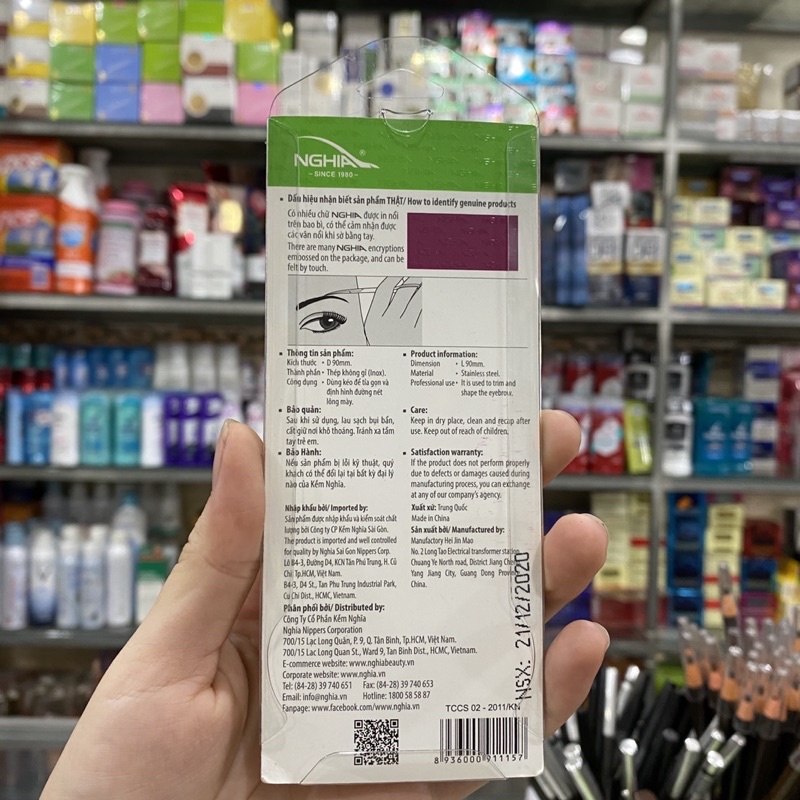 NGHIA®
– SINCE 1980 –
▪ Dấu hiệu nhận biết sản phẩm THẬT/ How to identify genuine products
Có nhiều chữ NGHIA được in nổi
trên bao bì, có thể cảm nhận được
các vân nổi khi sờ bằng tay.
There are many NGHIA encryptions
embossed on the package, and can be
felt by touch.
▪ Thông tin sản phẩm:
Kích thước • D 90mm.
Thành phần • Thép không gỉ (Inox).
Công dụng • Dùng kéo để tỉa gọn và
định hình đường nét
lông mày.
▪ Bảo quản:
Sau khi sử dụng, lau sạch bụi bẩn,
cất giữ nơi khô thoáng. Tránh xa tầm
tay trẻ em.
▪ Bảo Hành:
Nếu sản phẩm bị lỗi kỹ thuật, quý
khách có thể đổi lại tại bất kỳ đại lý
nào của Kềm Nghĩa.
▪ Product information:
Dimension • L 90mm.
Material • Stainless steel.
Professional use • It is used to trim and
shape the eyebrow.
▪ Care:
Keep in dry place, clean and recap after
use. Keep out of reach of children.
▪ Satisfaction warranty:
If the product does not perform properly
due to defects or damages caused during
manufacturing process, you can exchange
at any of our company's agency.
Nhập khẩu bởi/ Imported by:
Sản phẩm được nhập khẩu và kiểm soát chất
lượng bởi Công ty CP Kềm Nghĩa Sài Gòn.
The product is imported and well controlled
for quality by Nghia Sai Gon Nippers Corp.
Lô B4-3, Đường D4, KCN Tân Phú Trung, H. Củ
Chi, Tp.HCM, Việt Nam.
B4-3, D4 St., Tan Phu Trung Industrial Park,
Cu Chi Dist., HCMC, Vietnam.
Xuất xứ: Trung Quốc
Made in China
Sản xuất bởi/ Manufactured by:
Manufactory Hei Jin Mao
No. 2 Long Tao Electrical transformer station,
Chuang Ye North road, District Jiang Chen,
Yang Jiang City, Guang Dong Province,
China.
Phân phối bởi/ Distributed by:
Công Ty Cổ Phần Kềm Nghĩa
Nghia Nippers Corporation
700/15 Lạc Long Quân, P. 9, Q. Tân Bình, Tp.HCM, Việt Nam.
700/15 Lac Long Quan St., Ward 9, Tan Binh Dist., HCMC, Vietnam.
E-commerce website: www.nghiabeauty.vn
Corporate website: www.nghia.vn
Tel: (84-28) 39 740 651 Fax: (84-28) 39 740 653
Email: info@nghia.vn Hotline: 1800 58 58 87
Fanpage: www.facebook.com/www.nghia.vn
TCCS 02 - 2011/KN
NSX: 21/12/2020
8 936000 911157